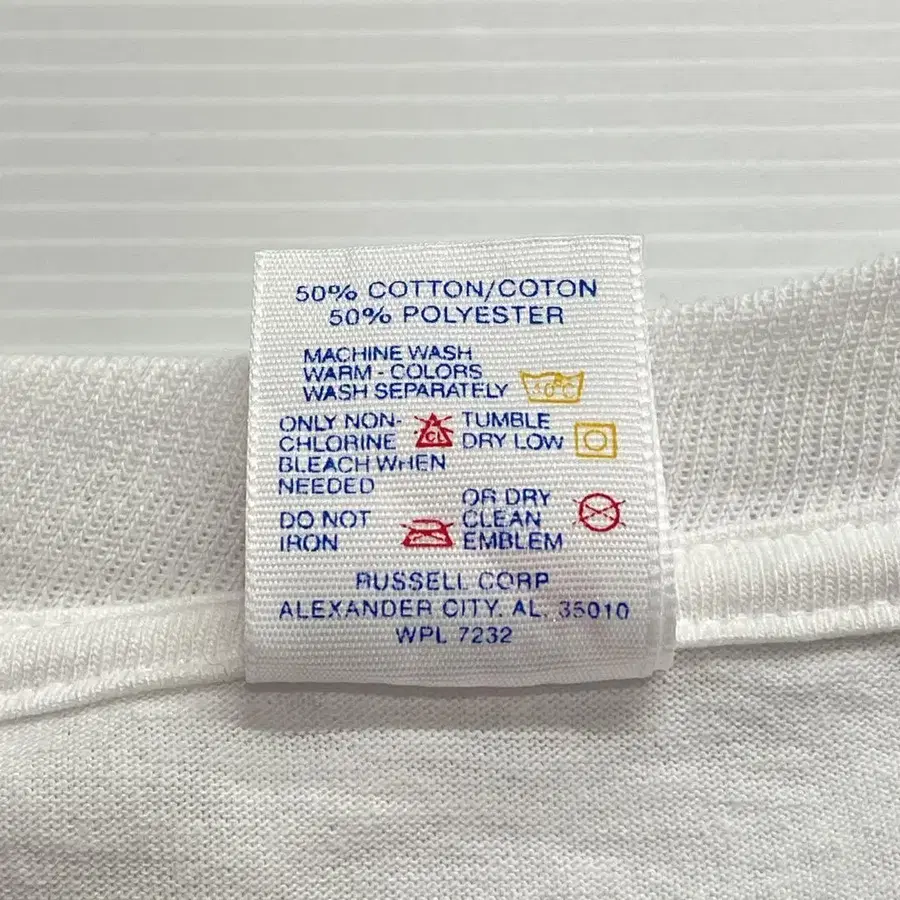 50% COTTON/COTON
50% POLYESTER
MACHINE WASH
WARM - COLORS
WASH SEPARATELY
ONLY NON-
CHLORINE
BLEACH WHEN
NEEDED
CL
TUMBLE
DRY LOW
DO NOT
IRON
OR DRY
CLEAN
EMBLEM
RUSSELL CORP
ALEXANDER CITY, AL. 35010
WPL 7232